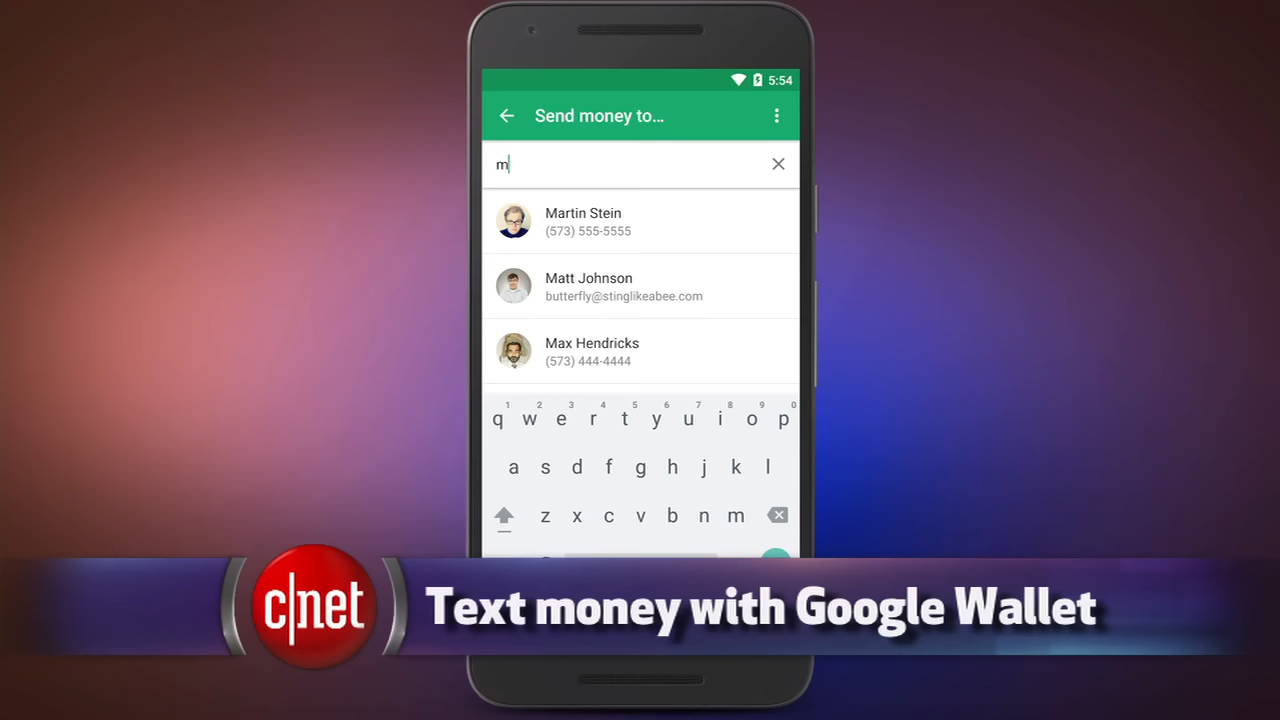 5:54
Send money to...
m
Martin Stein
(573) 555-5555
Matt Johnson
butterfly@stinglikeabee.com
Max Hendricks
(573) 444-4444
1 2 3 4 5 6 7 8 9 0
q w e r t y u i o p
a s d f g h j k l
z x c v b n m
c|net
Text money with Google Wallet